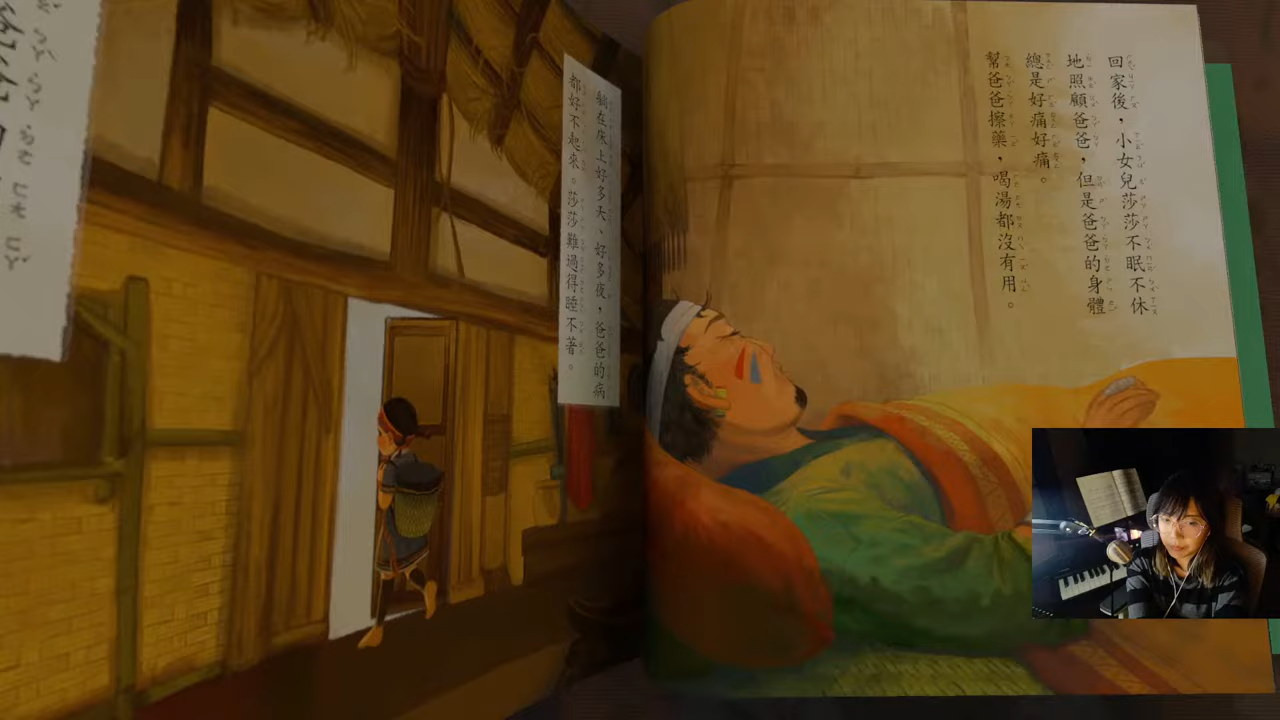 回家後，小女兒莎莎不眠不休
地照顧爸爸，但是爸爸的身體
總是好痛好痛。
幫爸爸擦藥，喝湯都沒有用。
躺在床上好多天、好多夜，爸爸的病
都好不起來。莎莎難過得睡不著。